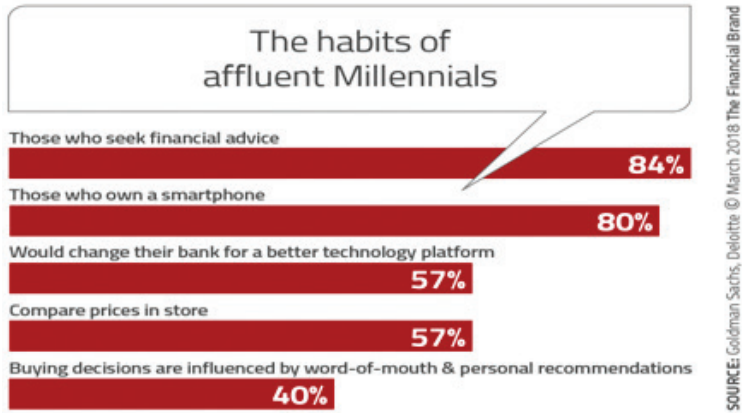 The habits of
affluent Millennials
Those who seek financial advice
84%
Those who own a smartphone
80%
Would change their bank for a better technology platform
57%
Compare prices in store
57%
Buying decisions are influenced by word-of-mouth & personal recommendations
40%
SOURCE: Goldman Sachs, Deloitte © March 2018 The Financial Brand